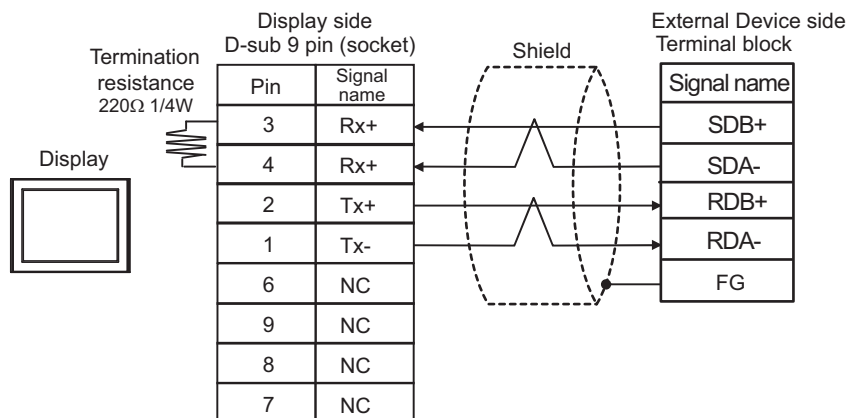 Display side
D-sub 9 pin (socket)
External Device side
Terminal block
Termination
resistance
220Ω 1/4W
Shield
Display
Pin Signal name
3 Rx+
4 Rx+
2 Tx+
1 Tx-
6 NC
9 NC
8 NC
7 NC
Signal name
SDB+
SDA-
RDB+
RDA-
FG